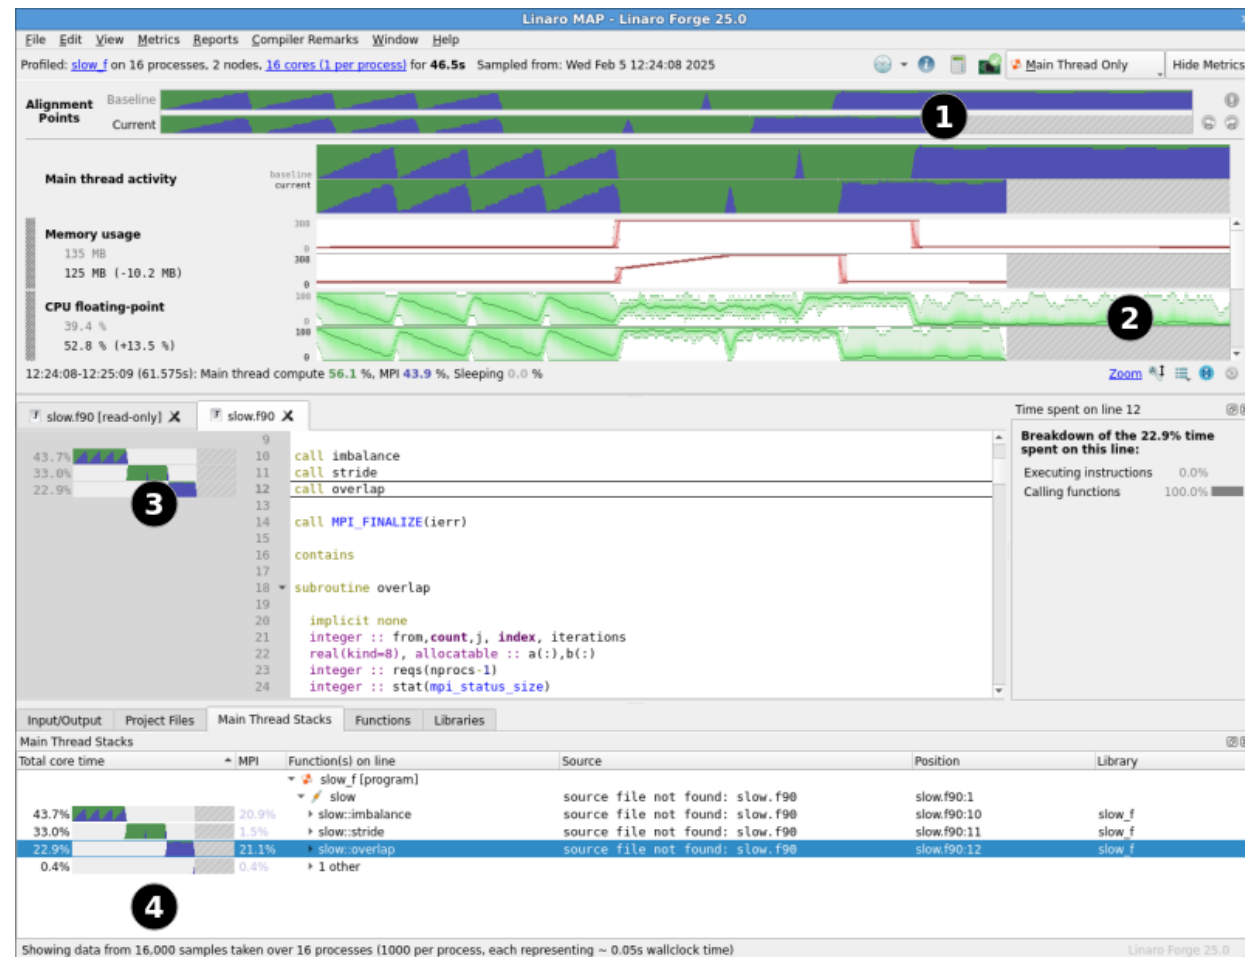 Linaro MAP - Linaro Forge 25.0
File Edit View Metrics Reports Compiler Remarks Window Help
Profiled: slow_f on 16 processes, 2 nodes, 16 cores (1 per process) for 46.5s Sampled from: Wed Feb 5 12:24:08 2025 Main Thread Only Hide Metrics
Alignment Points
Baseline
Current
1
Main thread activity
baseline
current
Memory usage
135 MB
125 MB (-10.2 MB)
300
0
300
0
CPU floating-point
39.4 %
52.8 % (+13.5 %)
100
0
100
0
2
12:24:08-12:25:09 (61.575s): Main thread compute 56.1 %, MPI 43.9 %, Sleeping 0.0 % Zoom
slow.f90 [read-only] X slow.f90 X
Time spent on line 12
9
43.7% 10 call imbalance
33.0% 11 call stride
22.9% 12 call overlap
3
13
14 call MPI_FINALIZE(ierr)
15
16 contains
17
18 subroutine overlap
19
20 implicit none
21 integer :: from,count,j, index, iterations
22 real(kind=8), allocatable :: a(:),b(:)
23 integer :: reqs(nprocs-1)
24 integer :: stat(mpi_status_size)
Breakdown of the 22.9% time spent on this line:
Executing instructions 0.0%
Calling functions 100.0%
Input/Output Project Files Main Thread Stacks Functions Libraries
Main Thread Stacks
Total core time MPI Function(s) on line Source Position Library
slow_f [program]
slow source file not found: slow.f90 slow.f90:1
43.7% 20.9% slow::imbalance source file not found: slow.f90 slow.f90:10 slow_f
33.0% 1.5% slow::stride source file not found: slow.f90 slow.f90:11 slow_f
22.9% 21.1% slow::overlap source file not found: slow.f90 slow.f90:12 slow_f
0.4% 0.4% 1 other
4
Showing data from 16,000 samples taken over 16 processes (1000 per process, each representing ~ 0.05s wallclock time) Linaro Forge 25.0